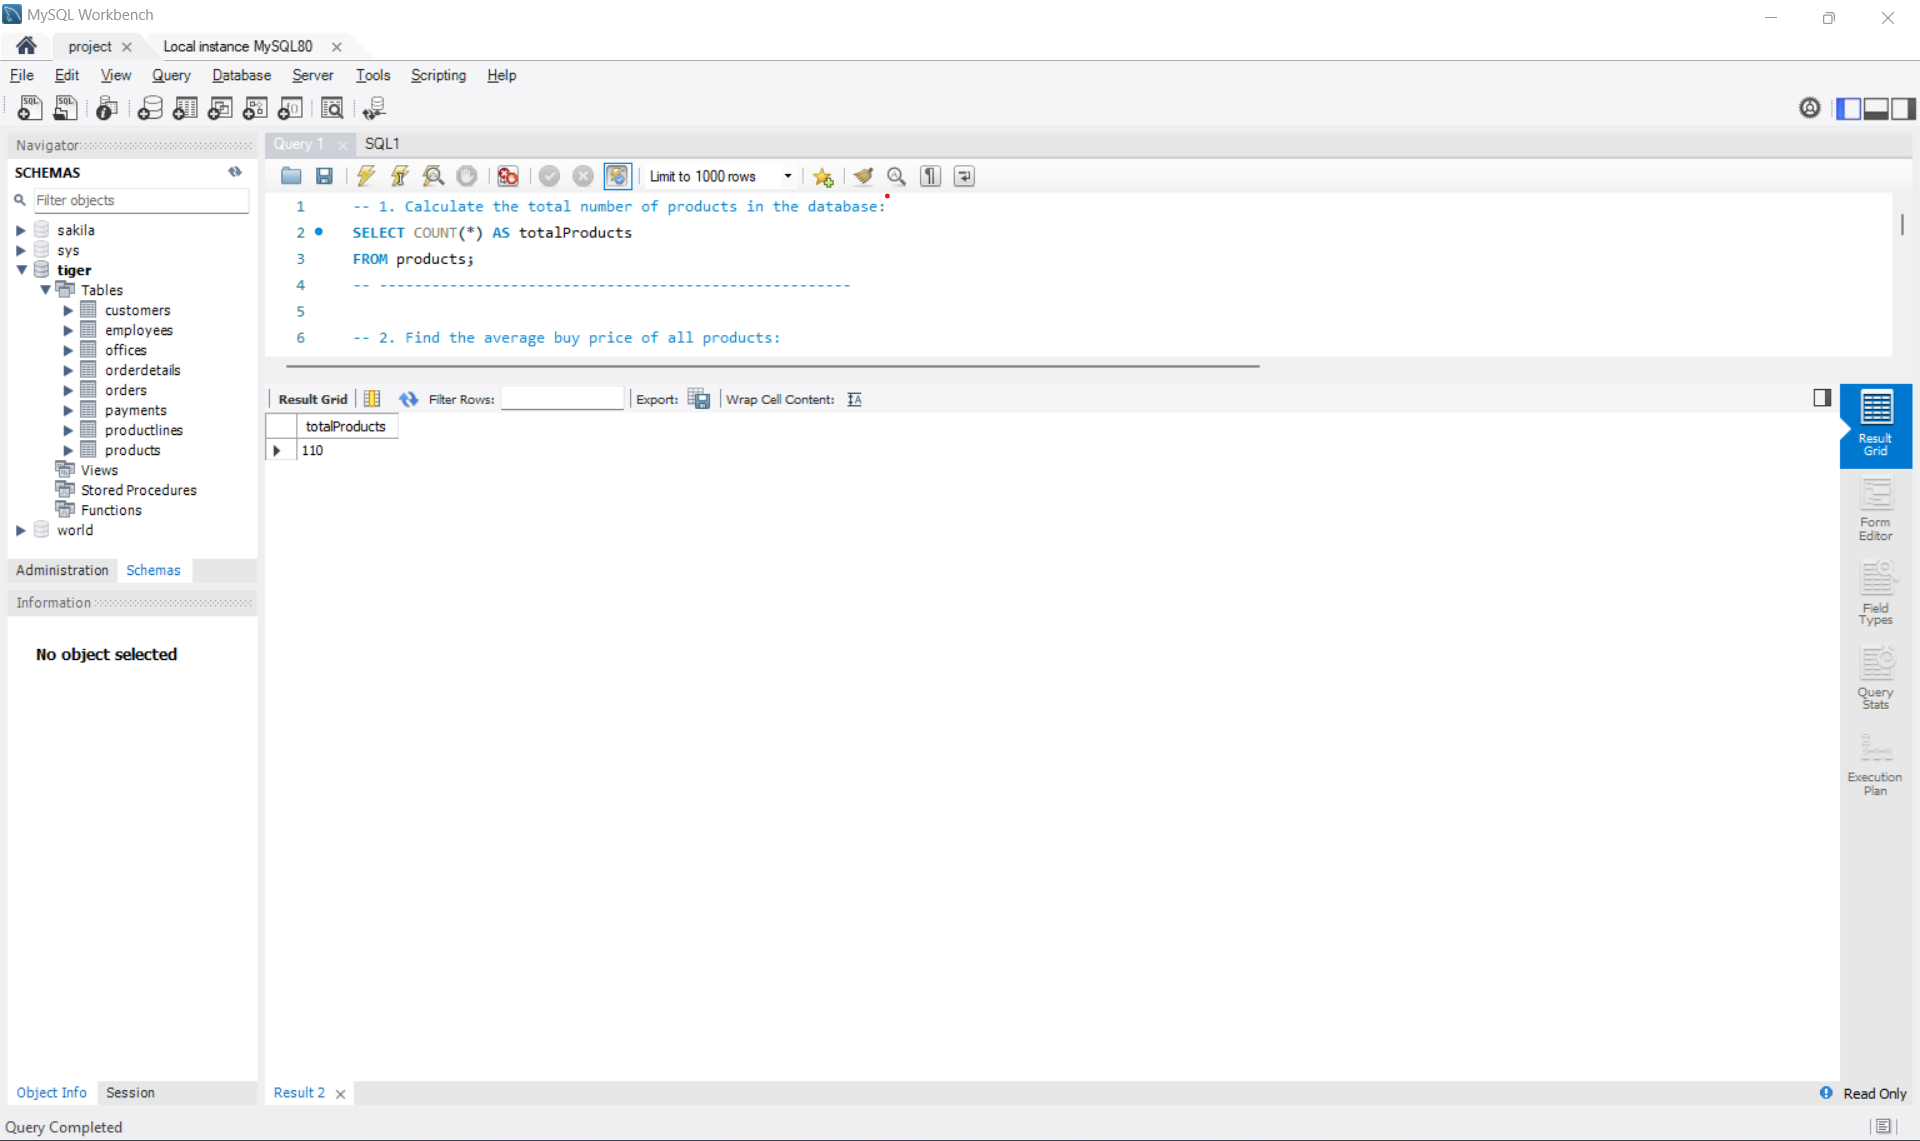 MySQL Workbench
project
Local instance MySQL80
File Edit View Query Database Server Tools Scripting Help
Navigator
Query 1 SQL1
SCHEMAS
Filter objects
sakila
sys
tiger
Tables
customers
employees
offices
orderdetails
orders
payments
productlines
products
Views
Stored Procedures
Functions
world
Administration Schemas
Information
No object selected
Object Info Session
Limit to 1000 rows
1 -- 1. Calculate the total number of products in the database:
2 SELECT COUNT(*) AS totalProducts
3 FROM products;
4 -- ------------------------------------------------------
5
6 -- 2. Find the average buy price of all products:
Result Grid Filter Rows: Export: Wrap Cell Content:
totalProducts
110
Result
Grid
Form
Editor
Field
Types
Query
Stats
Execution
Plan
Result 2
Read Only
Query Completed